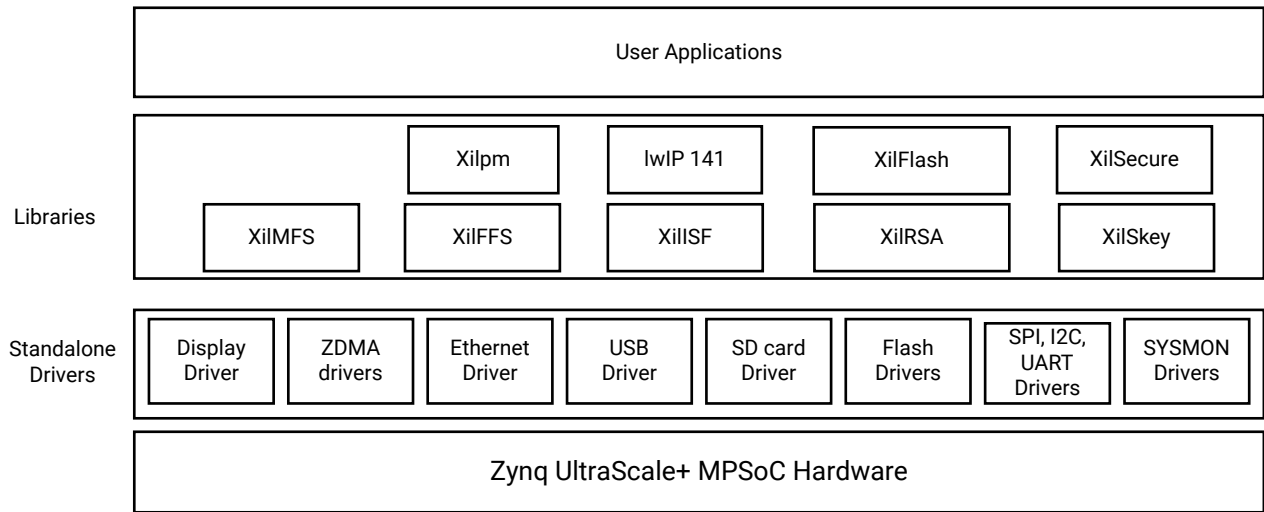 User Applications
Libraries
Xilpm
lwIP 141
XilFlash
XilSecure
XilMFS
XilFFS
XilISF
XilRSA
XilSkey
Standalone
Drivers
Display
Driver
ZDMA
drivers
Ethernet
Driver
USB
Driver
SD card
Driver
Flash
Drivers
SPI, I2C,
UART
Drivers
SYSMON
Drivers
Zynq UltraScale+ MPSoC Hardware